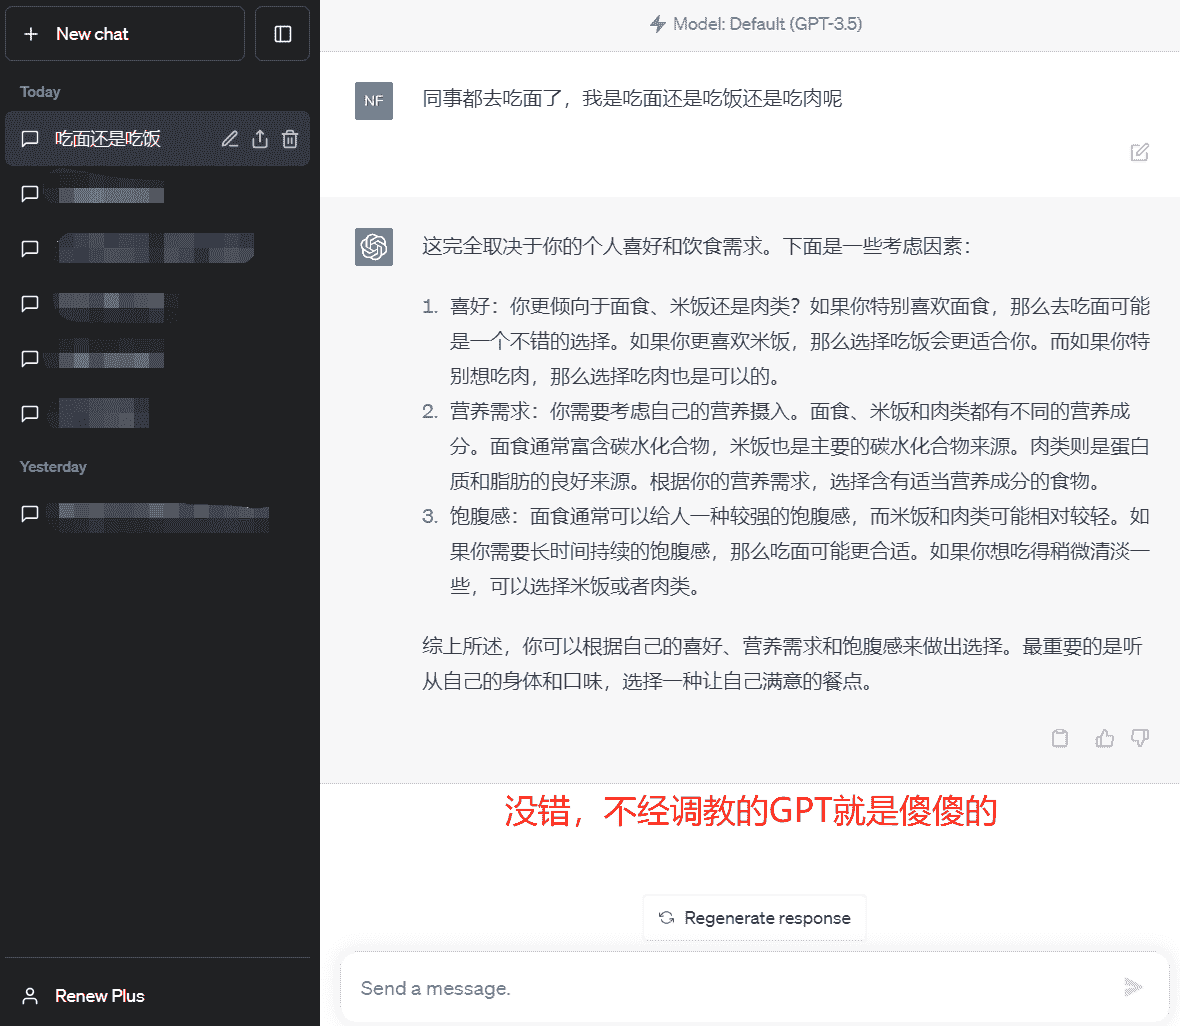 New chat
Today
吃面还是吃饭
Yesterday
Renew Plus
Model: Default (GPT-3.5)
NF
同事都去吃面了，我是吃面还是吃饭还是吃肉呢
这完全取决于你的个人喜好和饮食需求。下面是一些考虑因素：
1. 喜好：你更倾向于面食、米饭还是肉类？如果你特别喜欢面食，那么去吃面可能
是一个不错的选择。如果你更喜欢米饭，那么选择吃饭会更适合你。而如果你特
别想吃肉，那么选择吃肉也是可以的。
2. 营养需求：你需要考虑自己的营养摄入。面食、米饭和肉类都有不同的营养成
分。面食通常富含碳水化合物，米饭也是主要的碳水化合物来源。肉类则是蛋白
质和脂肪的良好来源。根据你的营养需求，选择含有适当营养成分的食物。
3. 饱腹感：面食通常可以给人一种较强的饱腹感，而米饭和肉类可能相对较轻。如
果你需要长时间持续的饱腹感，那么吃面可能更合适。如果你想吃得稍微清淡一
些，可以选择米饭或者肉类。
综上所述，你可以根据自己的喜好、营养需求和饱腹感来做出选择。最重要的是听
从自己的身体和口味，选择一种让自己满意的餐点。
没错，不经调教的GPT就是傻傻的
Regenerate response
Send a message.